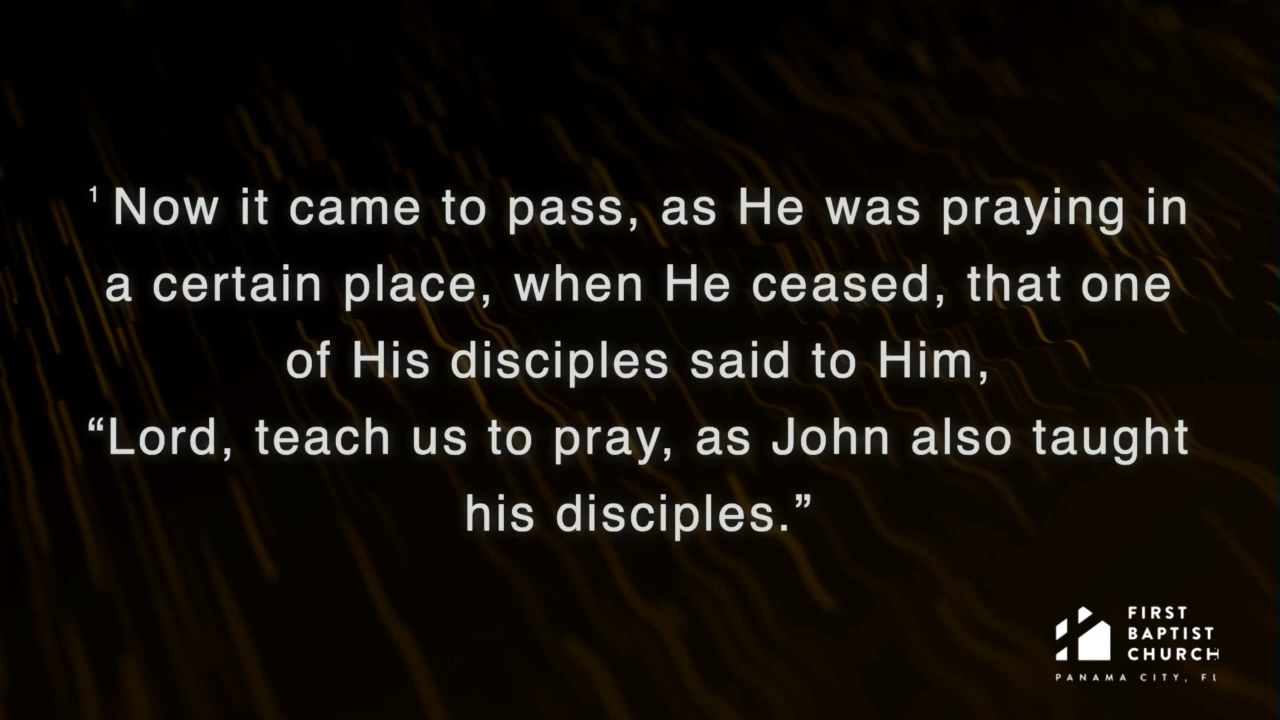 ¹ Now it came to pass, as He was praying in
a certain place, when He ceased, that one
of His disciples said to Him,
“Lord, teach us to pray, as John also taught
his disciples.”
FIRST
BAPTIST
CHURCH
PANAMA CITY, FL